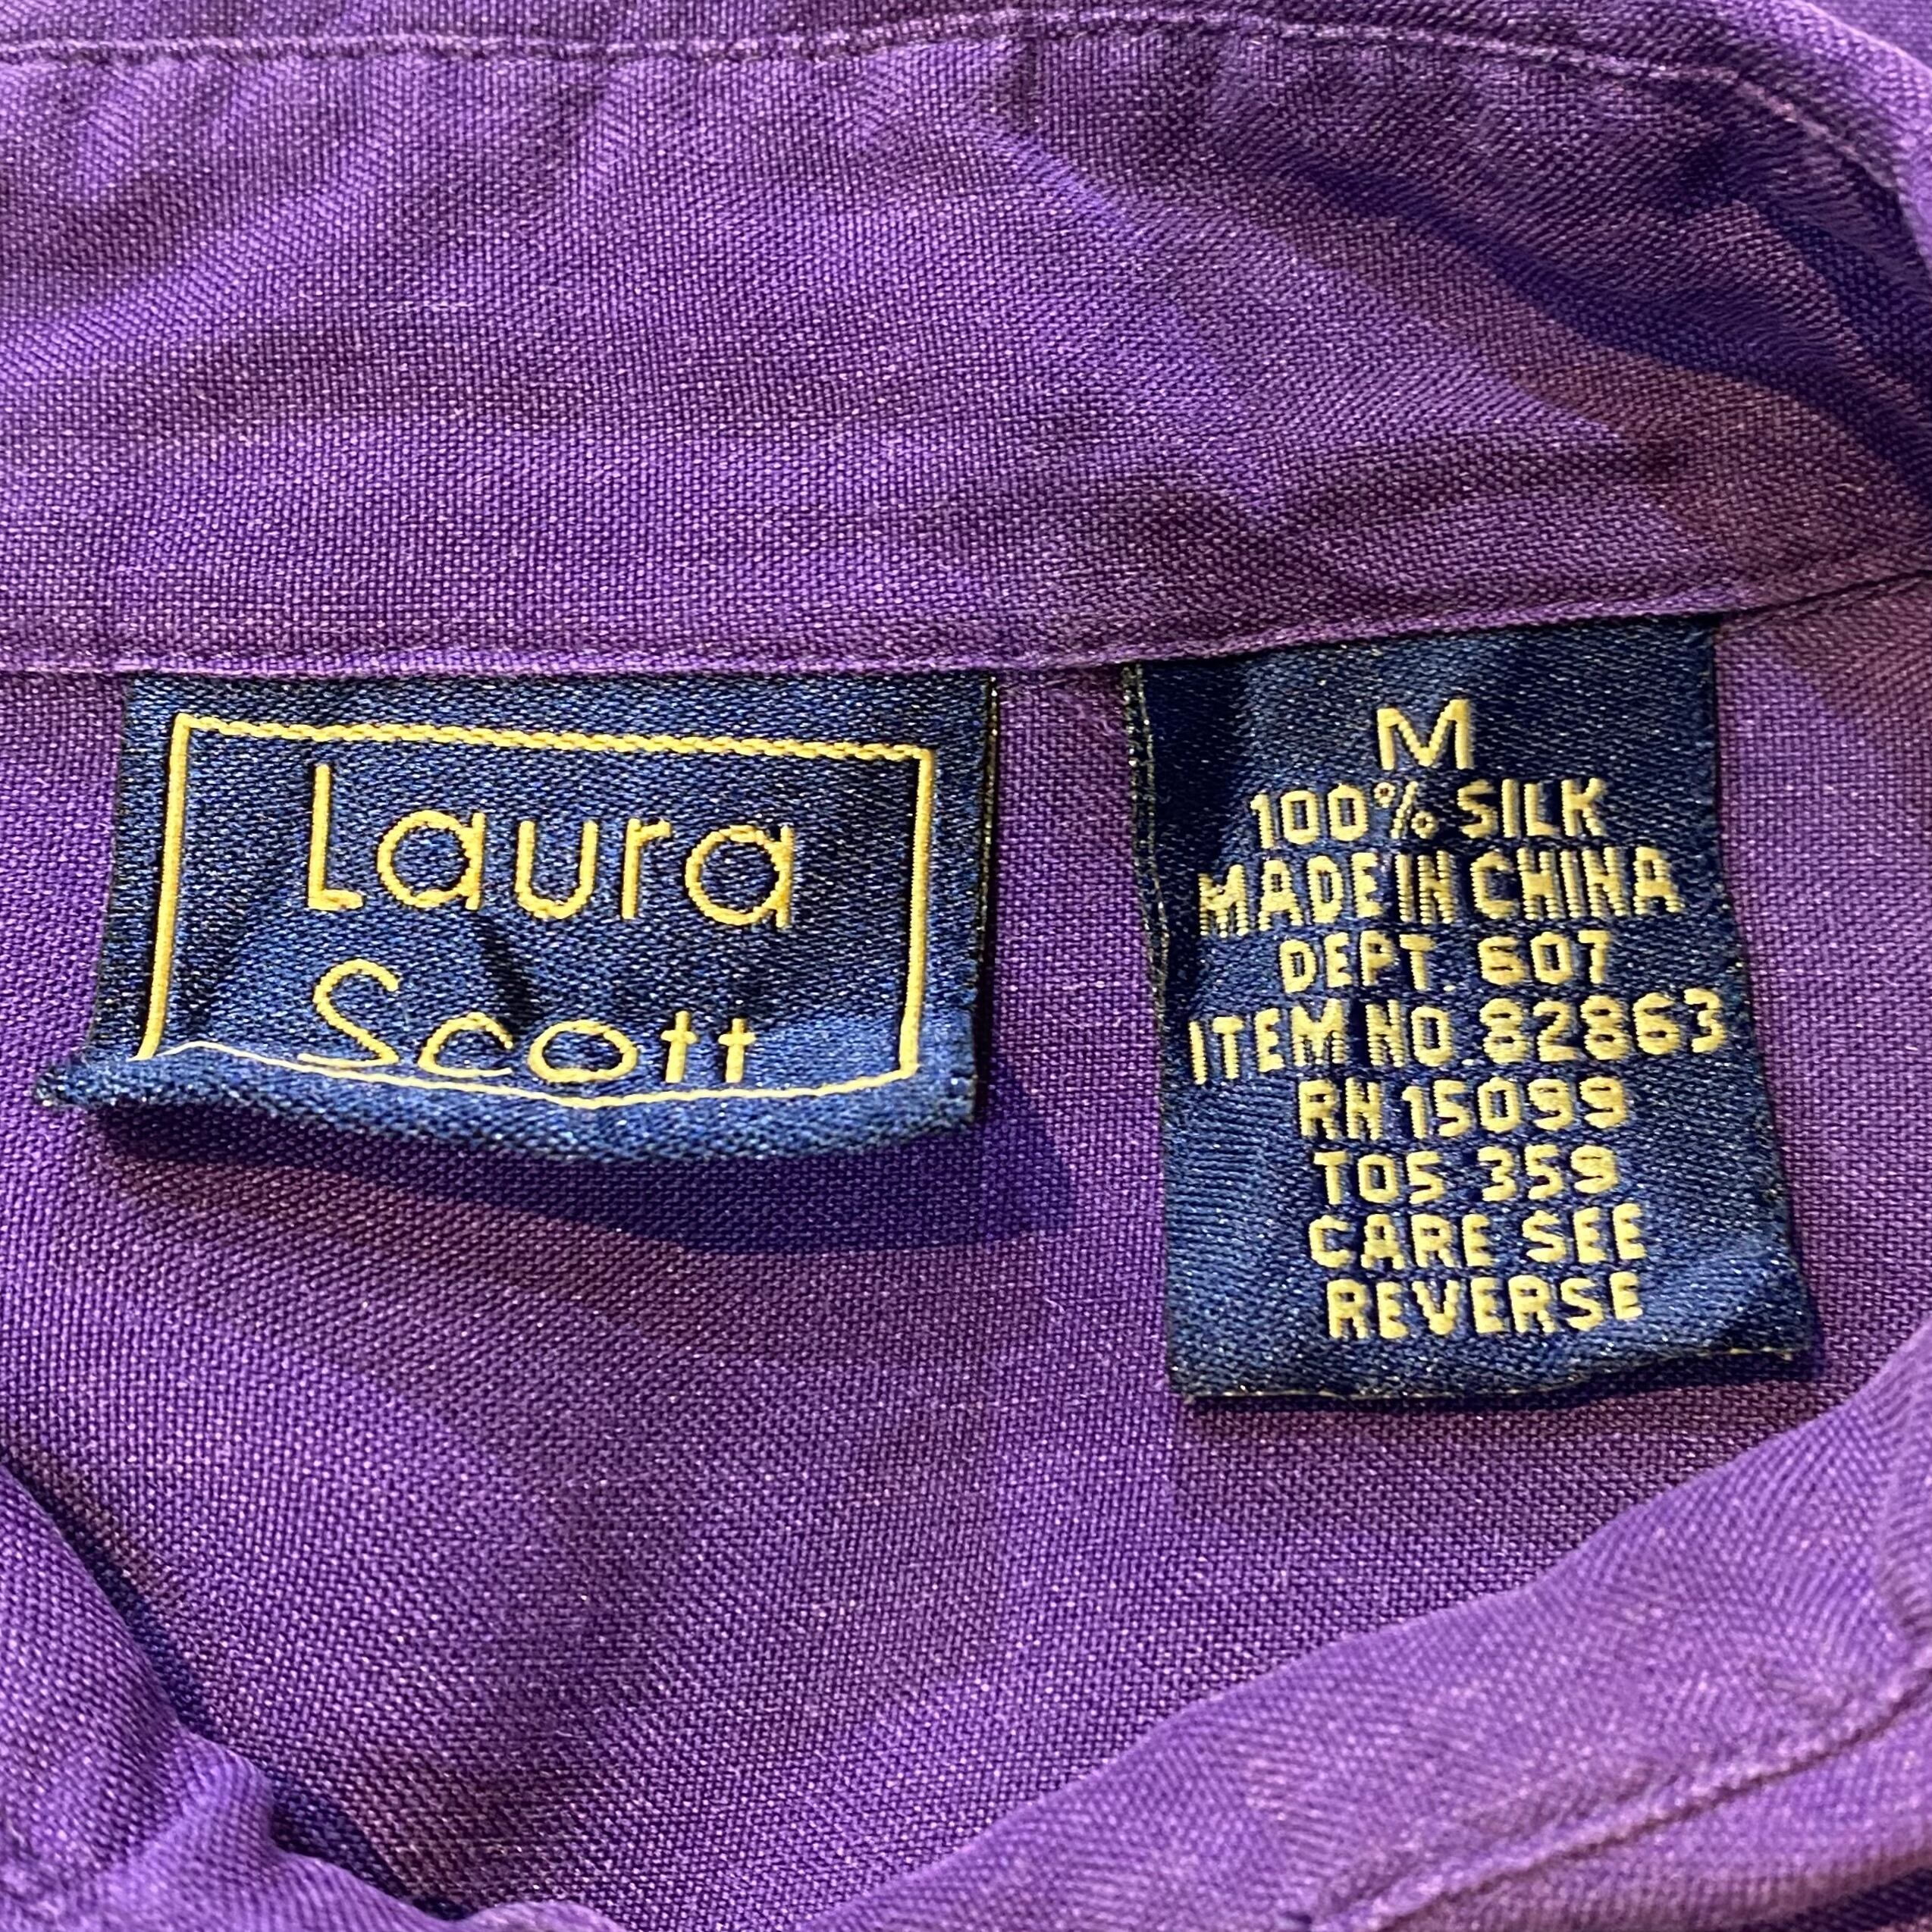 Laura
Scott
M
100% SILK
MADE IN CHINA
DEPT. 607
ITEM NO. 82863
RN 15099
TOS 359
CARE SEE
REVERSE